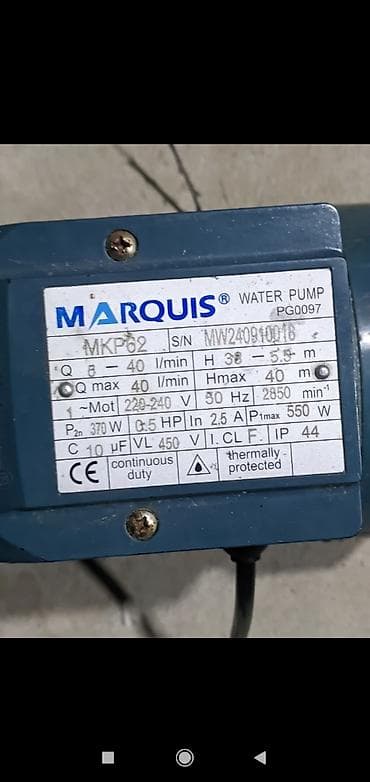 MARQUIS® WATER PUMP
PG0097
MKP62 S/N MW240910016
Q 8 - 40 l/min H 38 - 5.5 m
Q max 40 l/min Hmax 40 m
1 ~Mot 220-240 V 50 Hz 2850 min⁻¹
P2n 370 W 0.5 HP In 2.5 A P1max 550 W
C 10 µF VL 450 V I.CL F. IP 44
CE continuous duty thermally protected